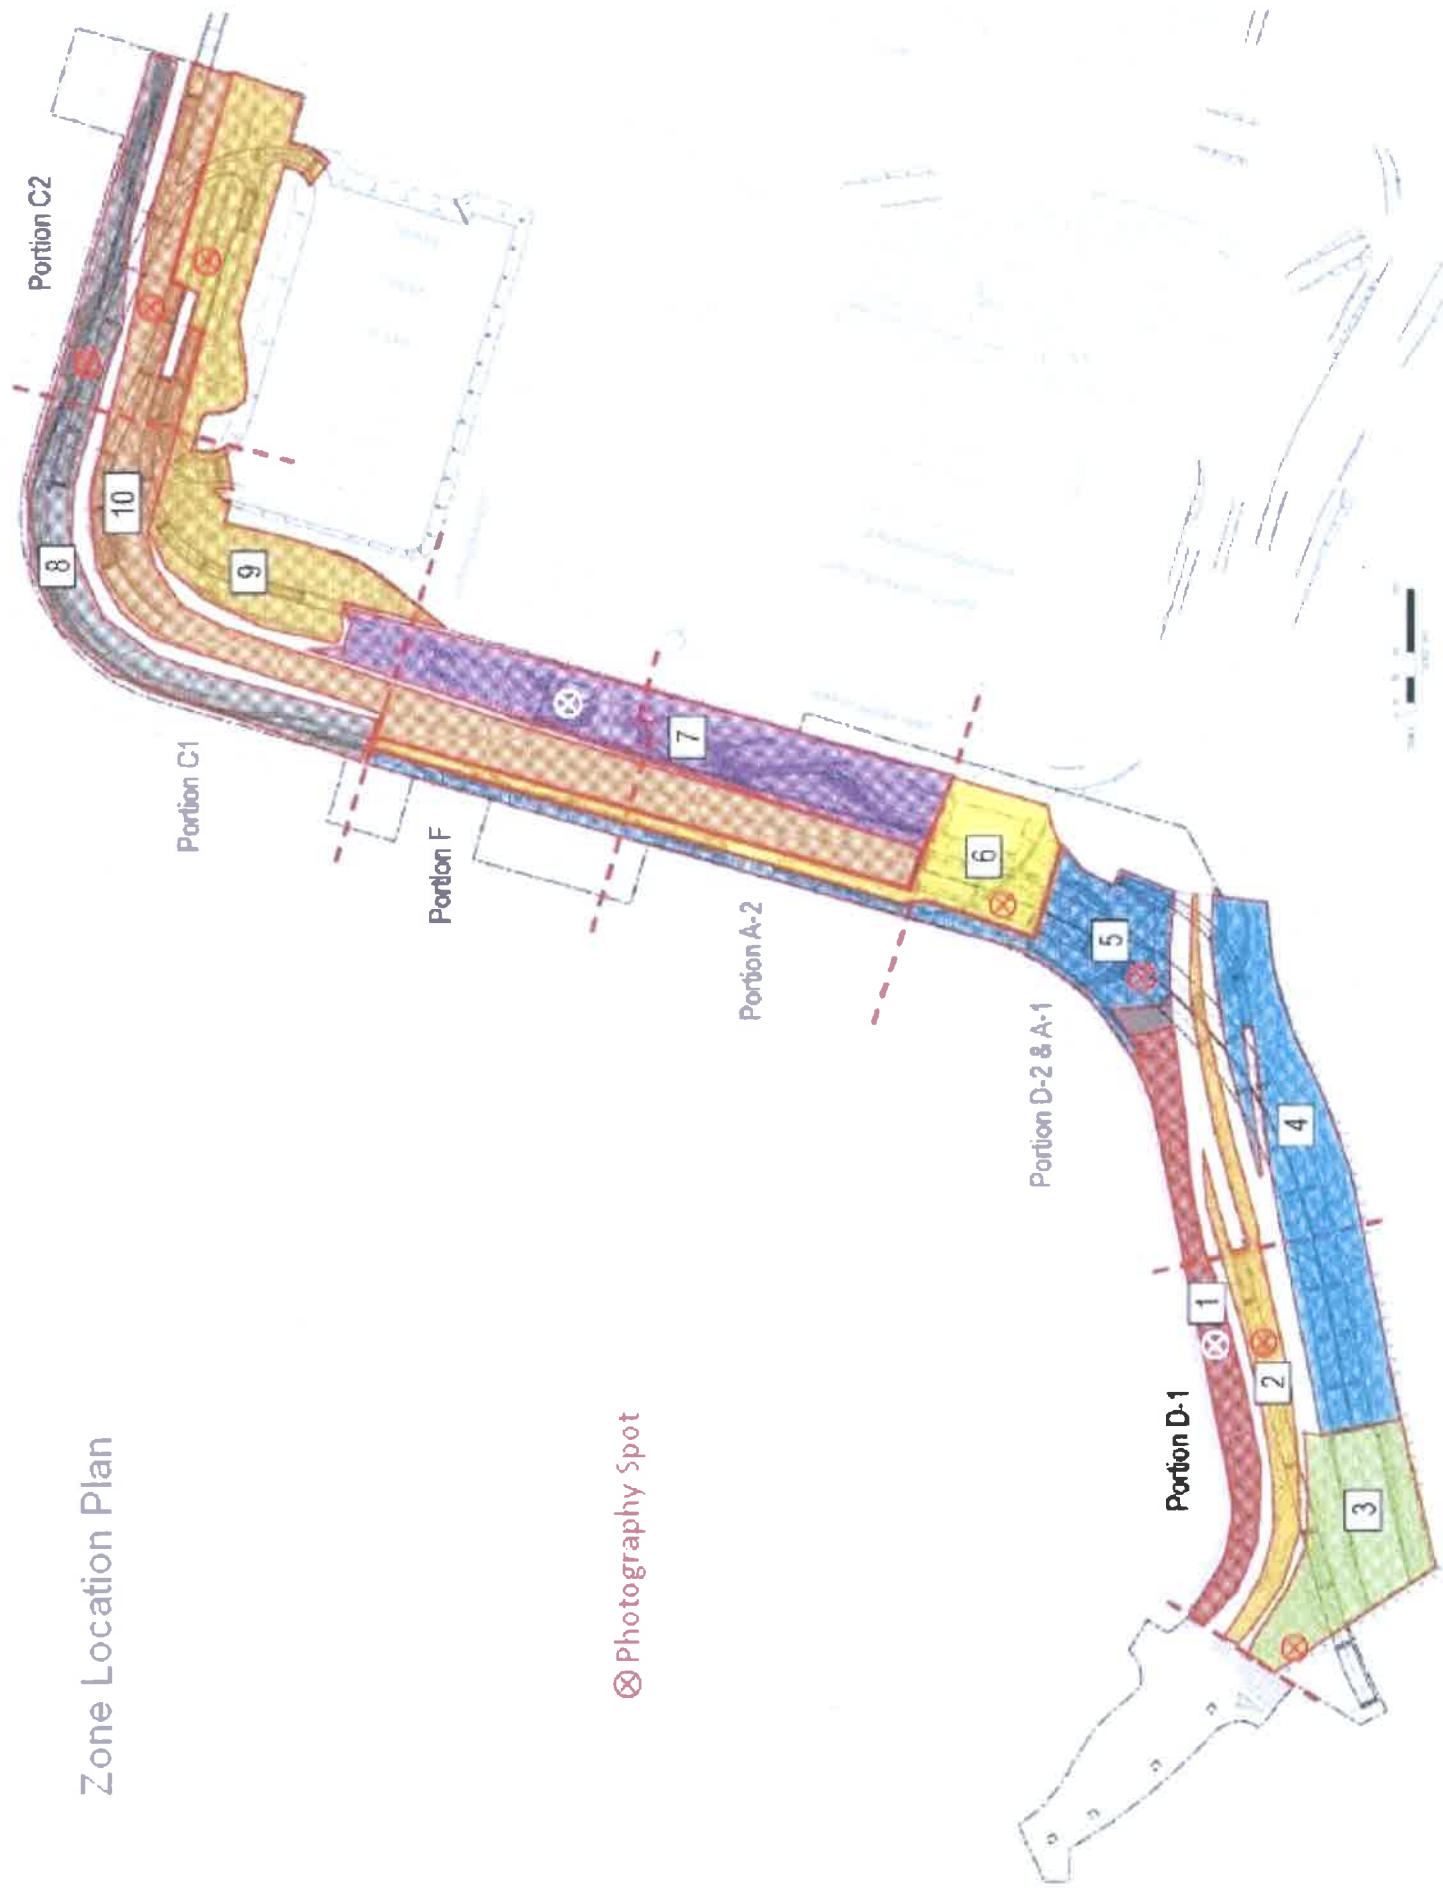 Zone Location Plan
⊗Photography Spot
Portion D-1
Portion D-2 & A-1
Portion A-2
Portion F
Portion C1
Portion C2
1
2
3
4
5
6
7
8
9
10